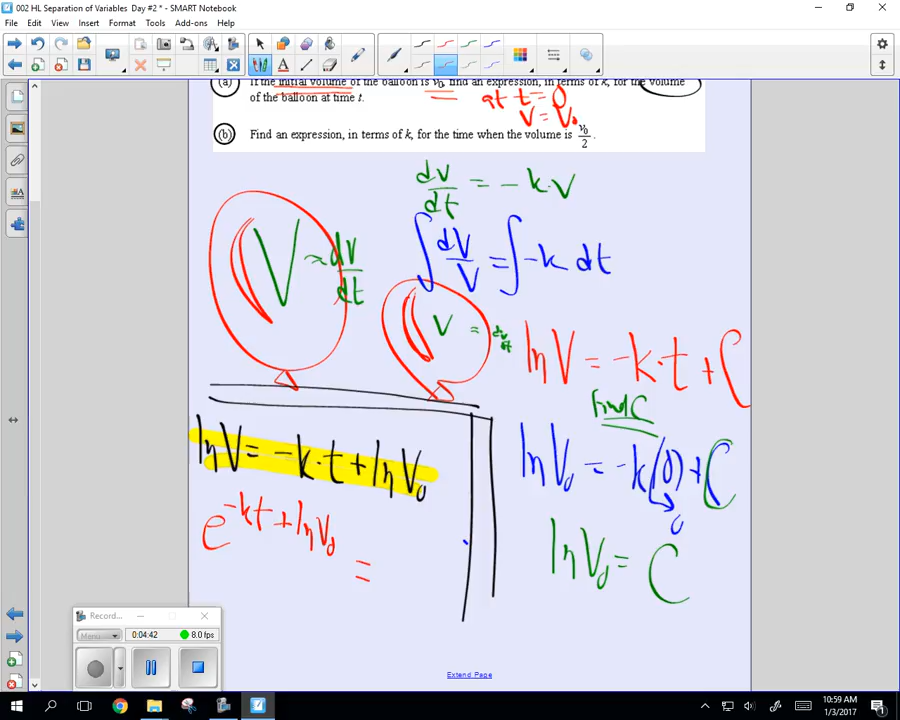 002 HL Separation of Variables Day #2 * - SMART Notebook
File Edit View Insert Format Tools Add-ons Help
(a) If the initial volume of the balloon is v₀, find an expression, in terms of k, for the volume
of the balloon at time t.
at t = 0
V = V₀
(b) Find an expression, in terms of k, for the time when the volume is v₀/2.
dV/dt = -k·V
∫ dV/V = ∫ -k dt
V ≈ dV/dt
V = dV/dt
ln V = -k·t + C
Find C
ln V₀ = -k(0) + C
0
ln V₀ = C
ln V = -k·t + ln V₀
e^(-kt + ln V₀) =
Record...
Menu
0:04:42
8.0 fps
Extend Page
10:59 AM
1/3/2017